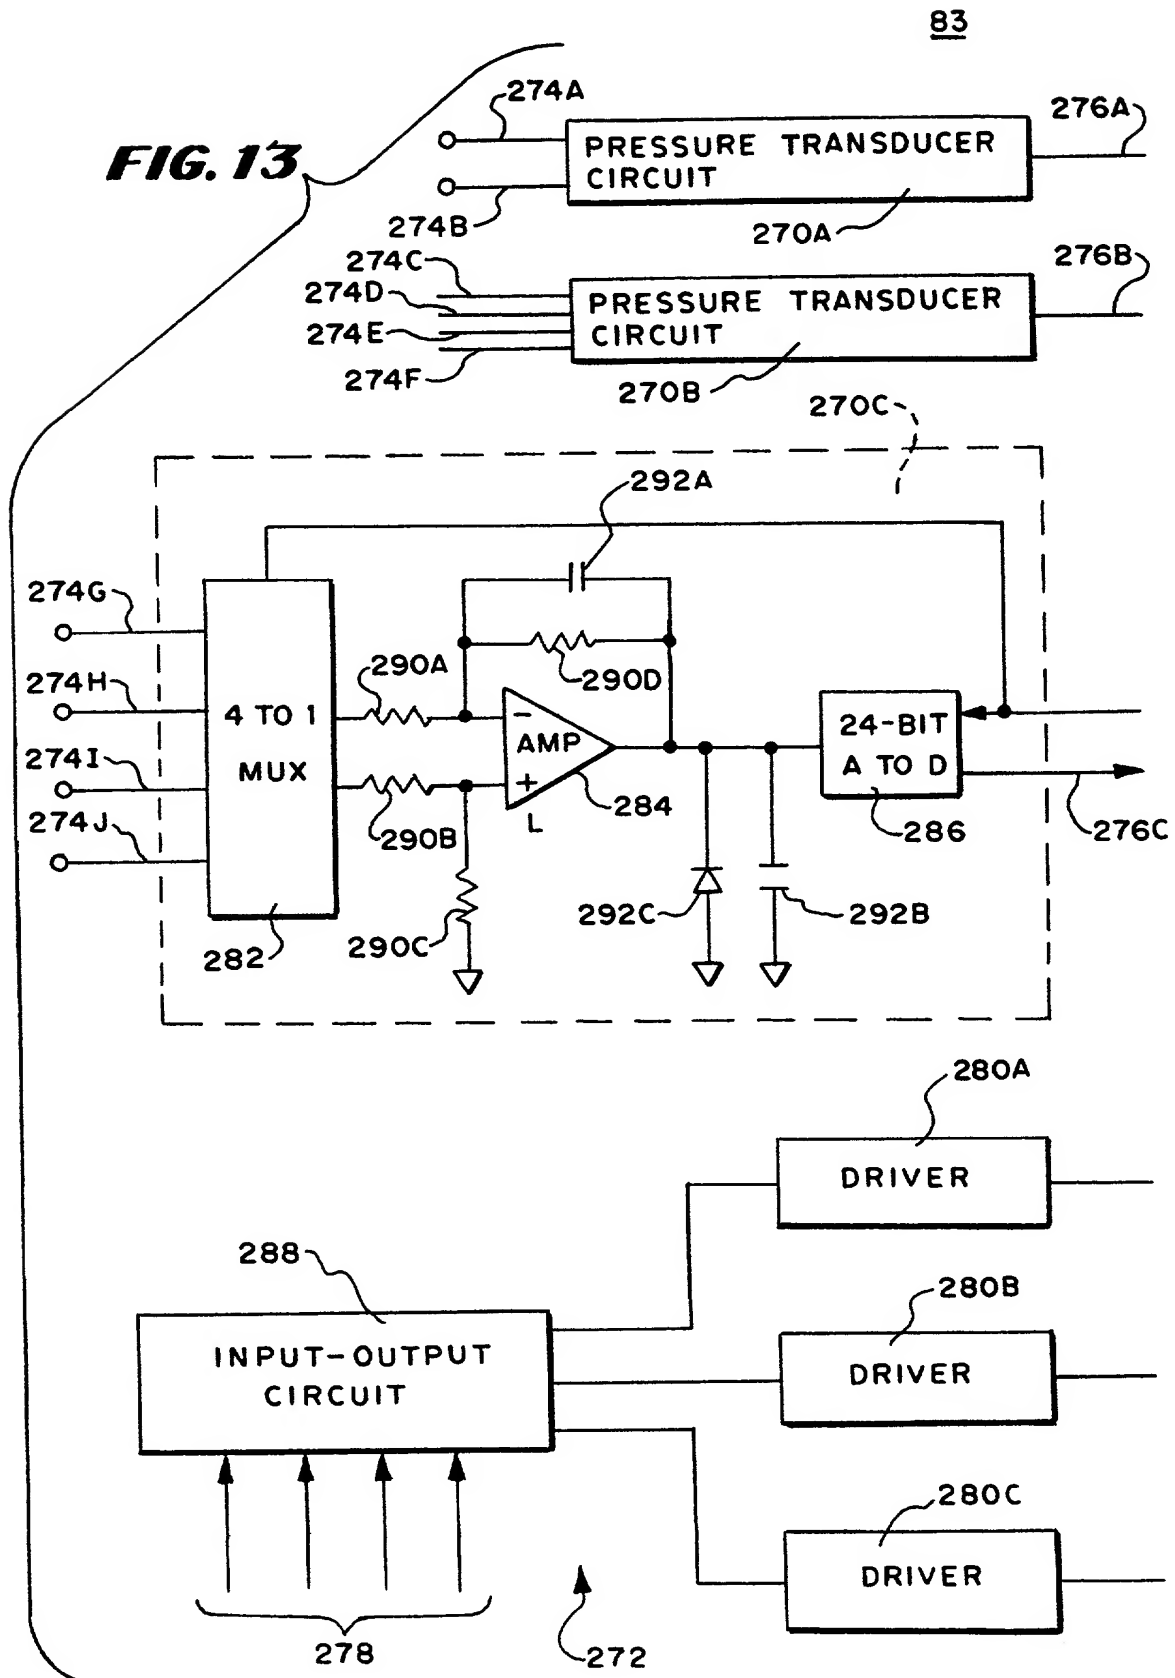 83
274A
276A
FIG. 13
PRESSURE TRANSDUCER
CIRCUIT
274B
270A
274C
276B
274D
PRESSURE TRANSDUCER
274E
CIRCUIT
274F
270B
270C
292A
274G
290A
290D
274H
4 TO 1
MUX
-
AMP
+
24-BIT
A TO D
274I
284
L
274J
290B
286
276C
292C
292B
290C
282
280A
DRIVER
288
280B
INPUT-OUTPUT
CIRCUIT
DRIVER
280C
DRIVER
278
272